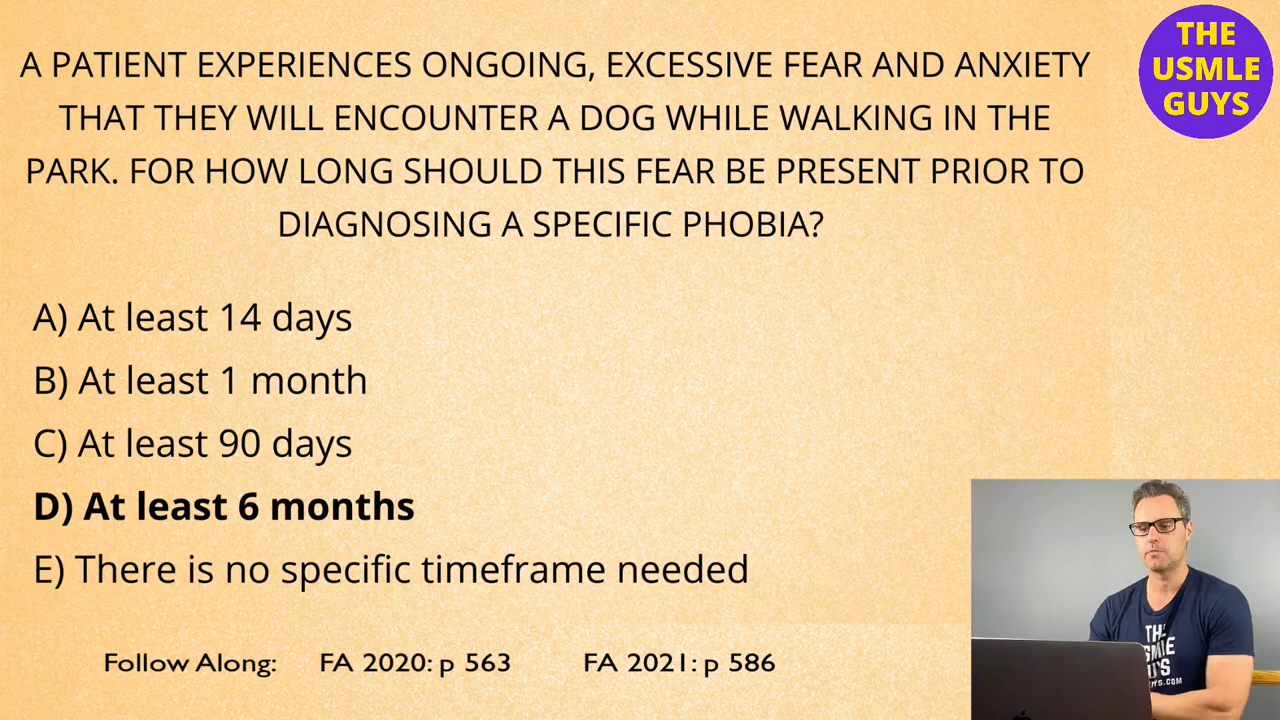 A PATIENT EXPERIENCES ONGOING, EXCESSIVE FEAR AND ANXIETY
THAT THEY WILL ENCOUNTER A DOG WHILE WALKING IN THE
PARK. FOR HOW LONG SHOULD THIS FEAR BE PRESENT PRIOR TO
DIAGNOSING A SPECIFIC PHOBIA?
THE
USMLE
GUYS
A) At least 14 days
B) At least 1 month
C) At least 90 days
D) At least 6 months
E) There is no specific timeframe needed
Follow Along: FA 2020: p 563 FA 2021: p 586